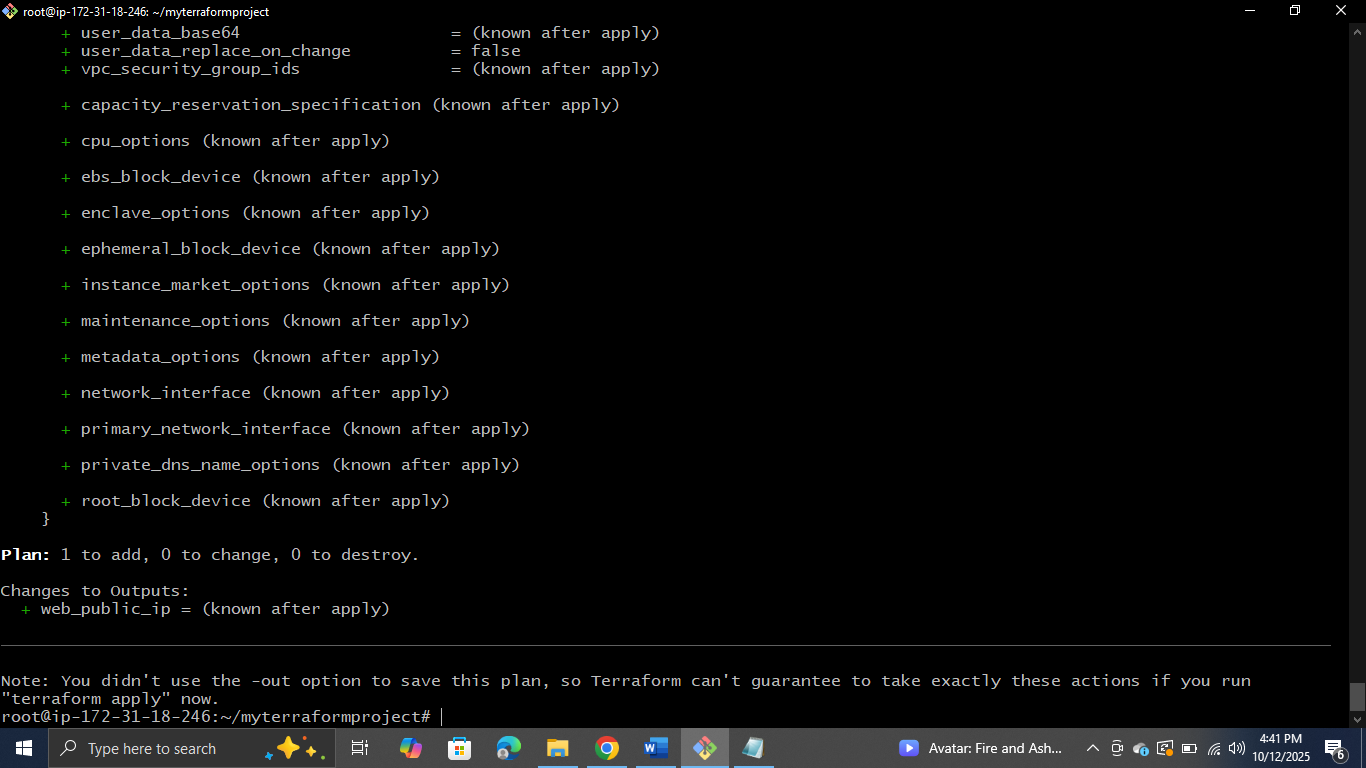 root@ip-172-31-18-246: ~/myterraformproject
+ user_data_base64 = (known after apply)
+ user_data_replace_on_change = false
+ vpc_security_group_ids = (known after apply)
+ capacity_reservation_specification (known after apply)
+ cpu_options (known after apply)
+ ebs_block_device (known after apply)
+ enclave_options (known after apply)
+ ephemeral_block_device (known after apply)
+ instance_market_options (known after apply)
+ maintenance_options (known after apply)
+ metadata_options (known after apply)
+ network_interface (known after apply)
+ primary_network_interface (known after apply)
+ private_dns_name_options (known after apply)
+ root_block_device (known after apply)
}
Plan: 1 to add, 0 to change, 0 to destroy.
Changes to Outputs:
+ web_public_ip = (known after apply)
Note: You didn't use the -out option to save this plan, so Terraform can't guarantee to take exactly these actions if you run
"terraform apply" now.
root@ip-172-31-18-246:~/myterraformproject#
Type here to search
Avatar: Fire and Ash...
4:41 PM
10/12/2025
6